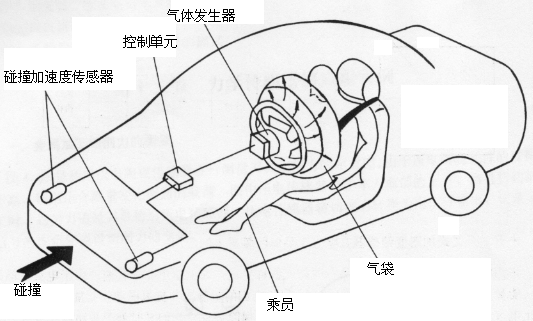 气体发生器
控制单元
碰撞加速度传感器
碰撞
乘员
气袋